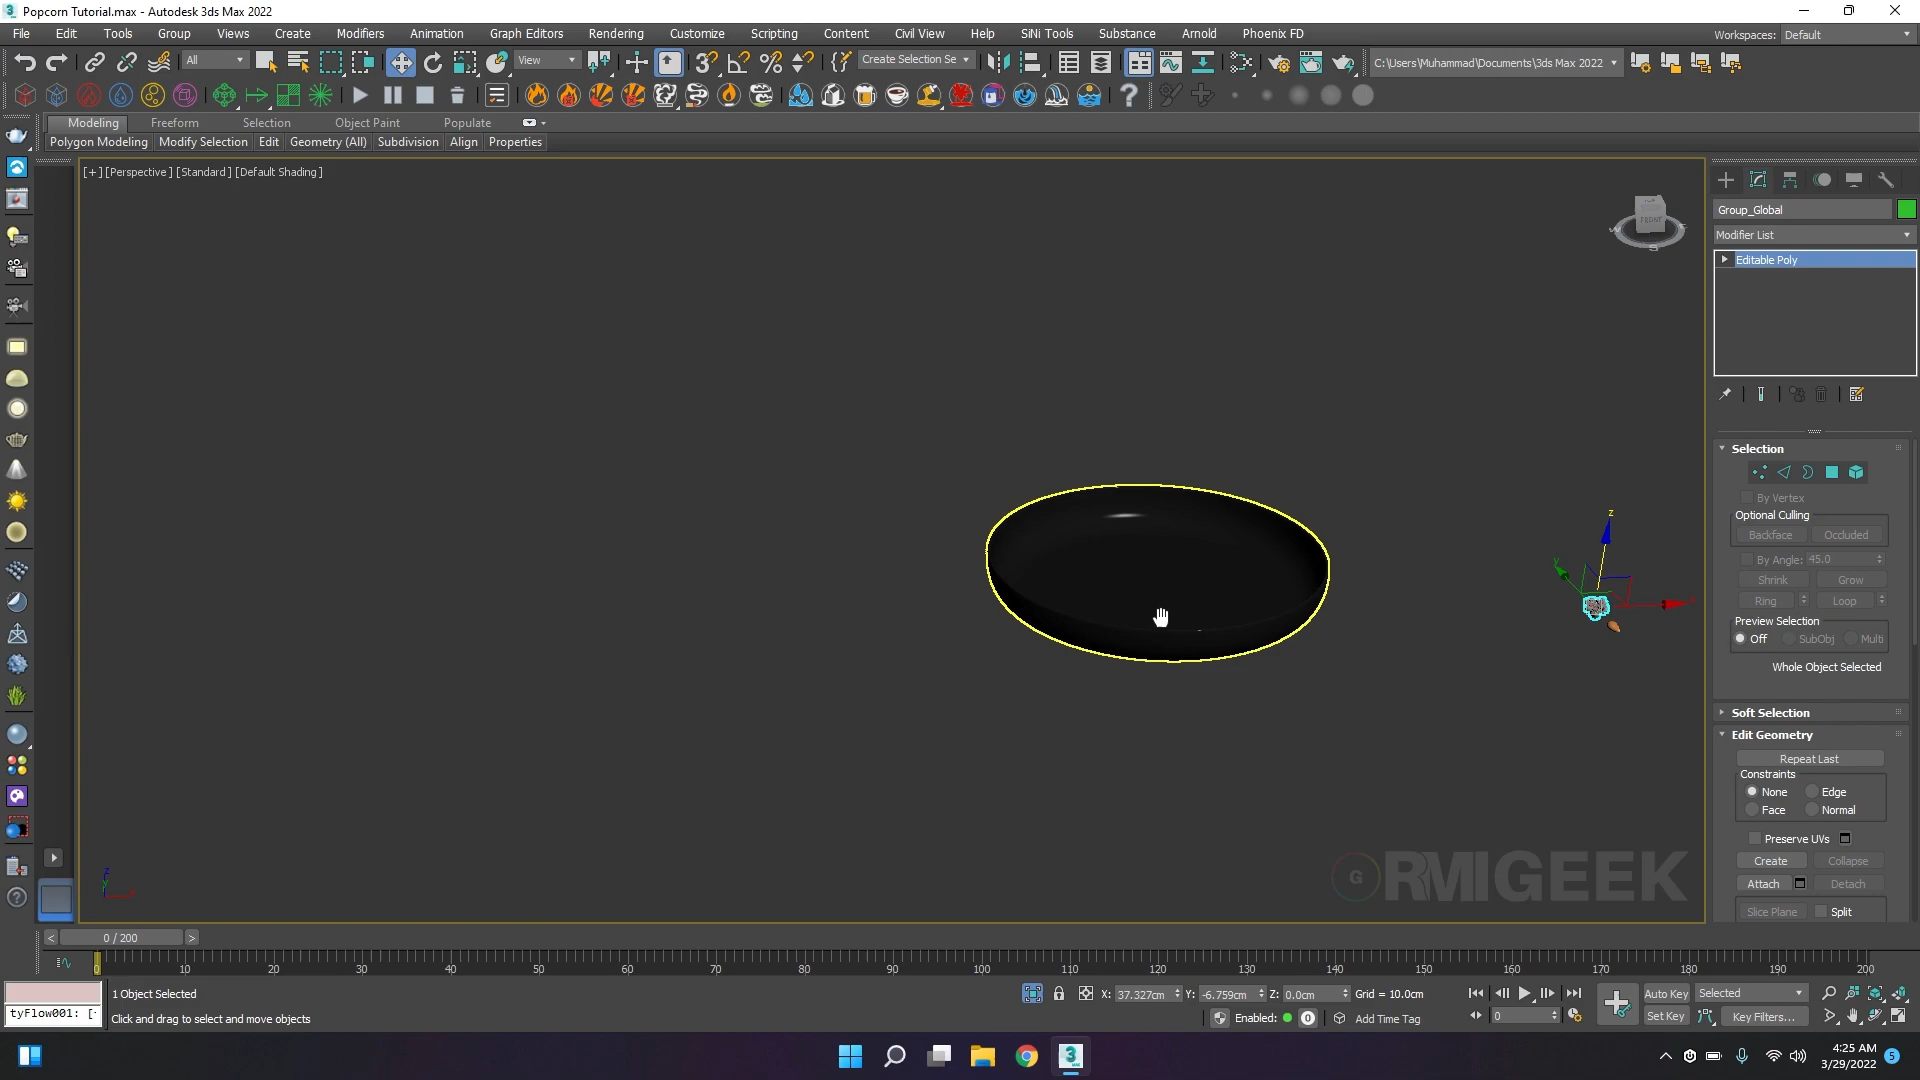 Popcorn Tutorial.max - Autodesk 3ds Max 2022
File Edit Tools Group Views Create Modifiers Animation Graph Editors Rendering Customize Scripting Content Civil View Help SiNi Tools Substance Arnold Phoenix FD
Workspaces: Default
All View Create Selection Se C:\Users\Muhammad\Documents\3ds Max 2022
Modeling Freeform Selection Object Paint Populate
Polygon Modeling Modify Selection Edit Geometry (All) Subdivision Align Properties
[+] [Perspective ] [Standard ] [Default Shading ]
FRONT
W
S
Group_Global
Modifier List
Editable Poly
Selection
By Vertex
Optional Culling
Backface Occluded
By Angle: 45.0
Shrink Grow
Ring Loop
Preview Selection
Off SubObj Multi
Whole Object Selected
Soft Selection
Edit Geometry
Repeat Last
Constraints
None Edge
Face Normal
Preserve UVs
Create Collapse
Attach Detach
Slice Plane Split
z
y
x
G RMIGEEK
< 0 / 200 >
0 10 20 30 40 50 60 70 80 90 100 110 120 130 140 150 160 170 180 190 200
1 Object Selected
X: 37.327cm Y: -6.759cm Z: 0.0cm Grid = 10.0cm
Auto Key Selected
tyFlow001: [
Click and drag to select and move objects
Enabled: 0 Add Time Tag
0
Set Key Key Filters...
4:25 AM
3/29/2022
5